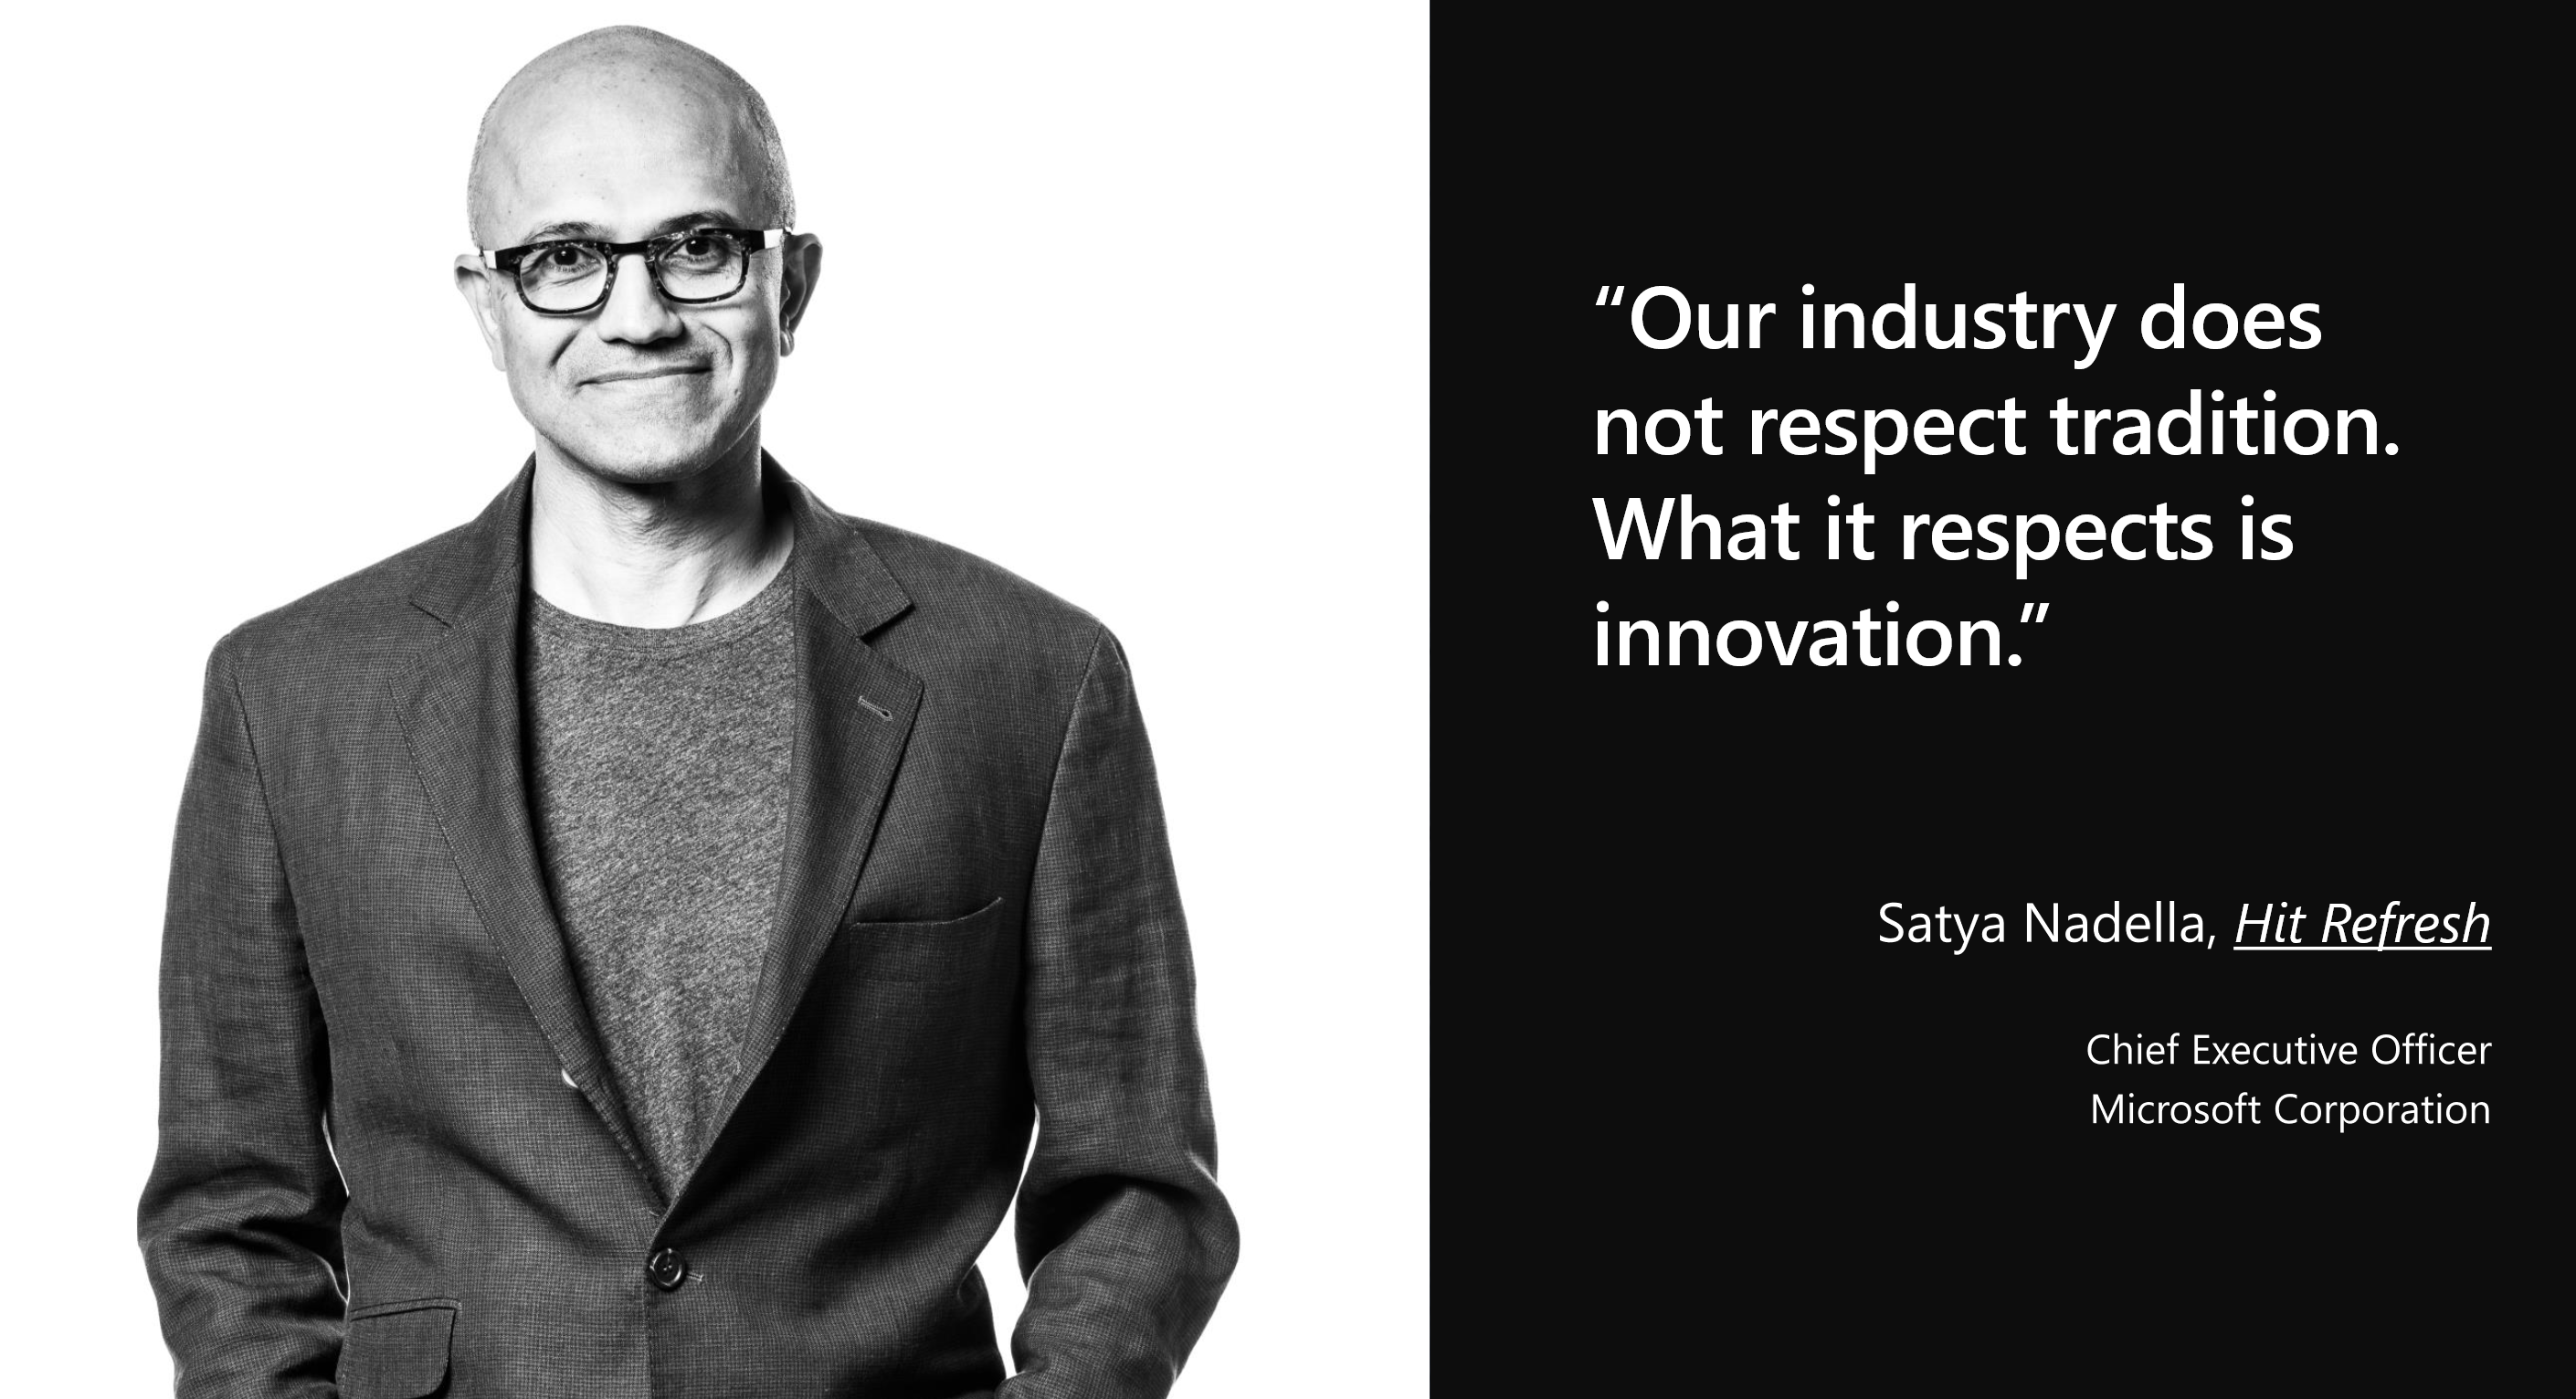 “Our industry does
not respect tradition.
What it respects is
innovation.”
Satya Nadella, Hit Refresh
Chief Executive Officer
Microsoft Corporation